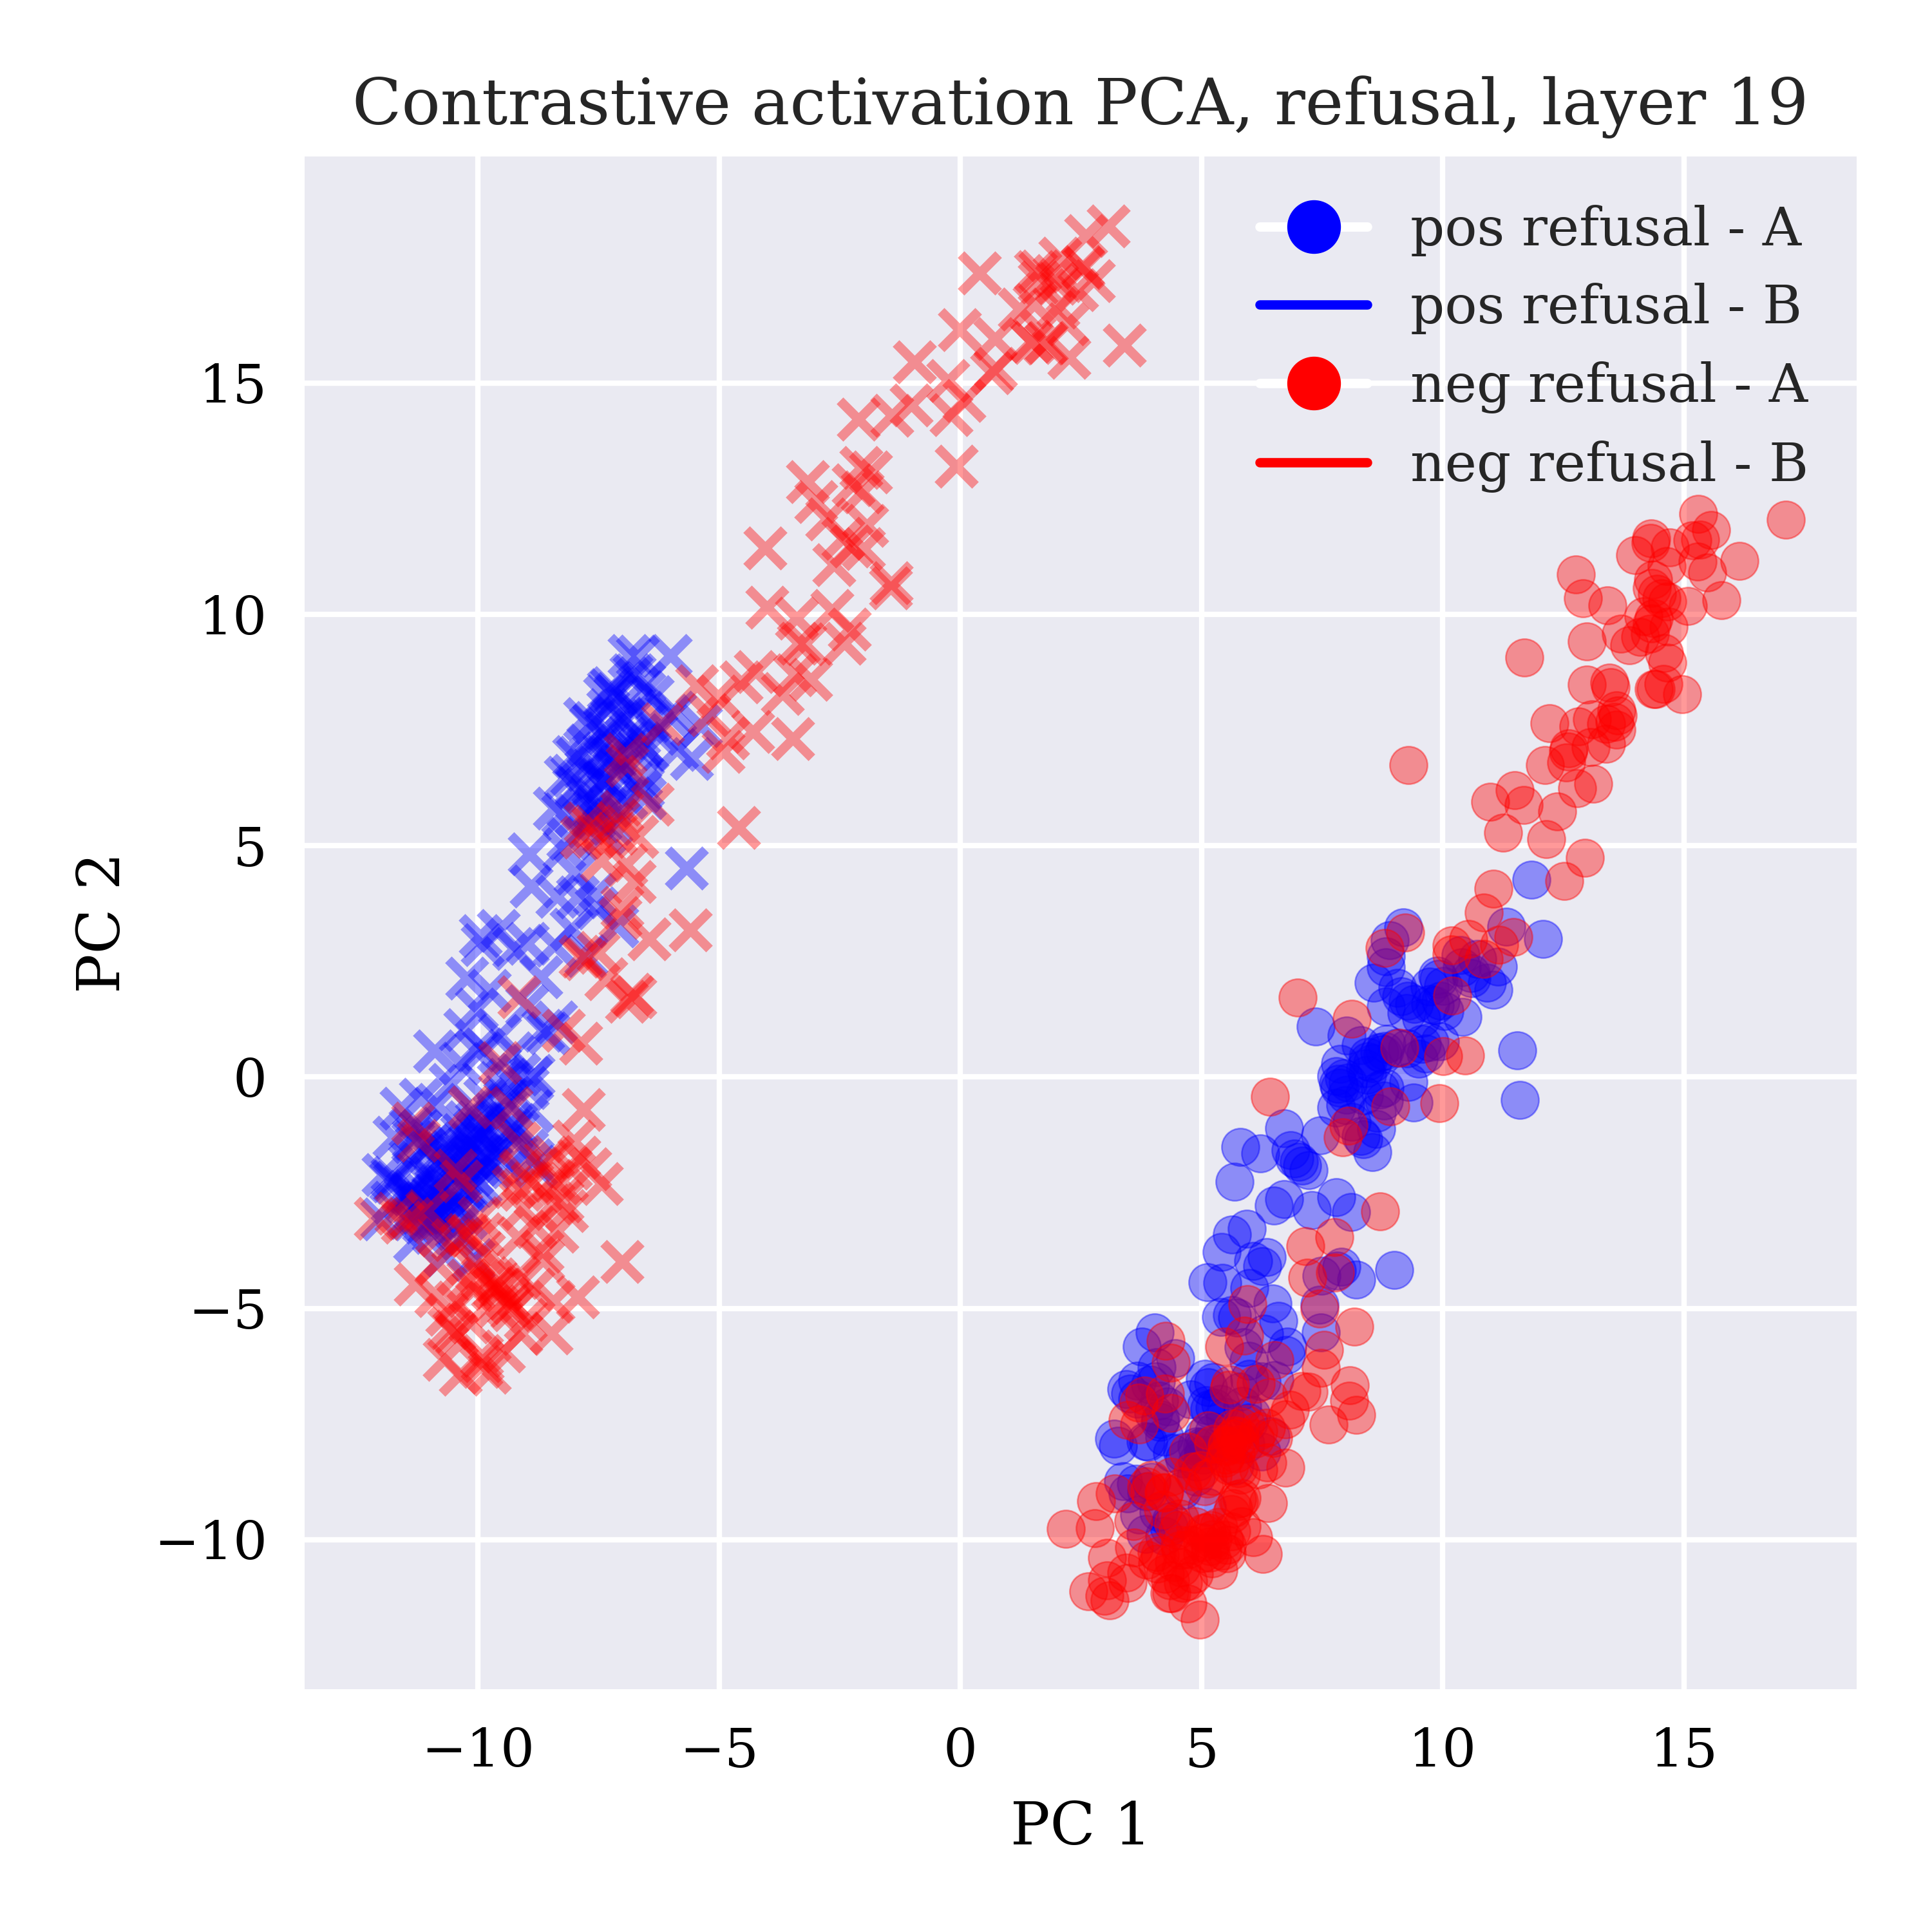 Contrastive activation PCA, refusal, layer 19
pos refusal - A
pos refusal - B
neg refusal - A
neg refusal - B
PC 2
15
10
5
0
−5
−10
−10 −5 0 5 10 15
PC 1